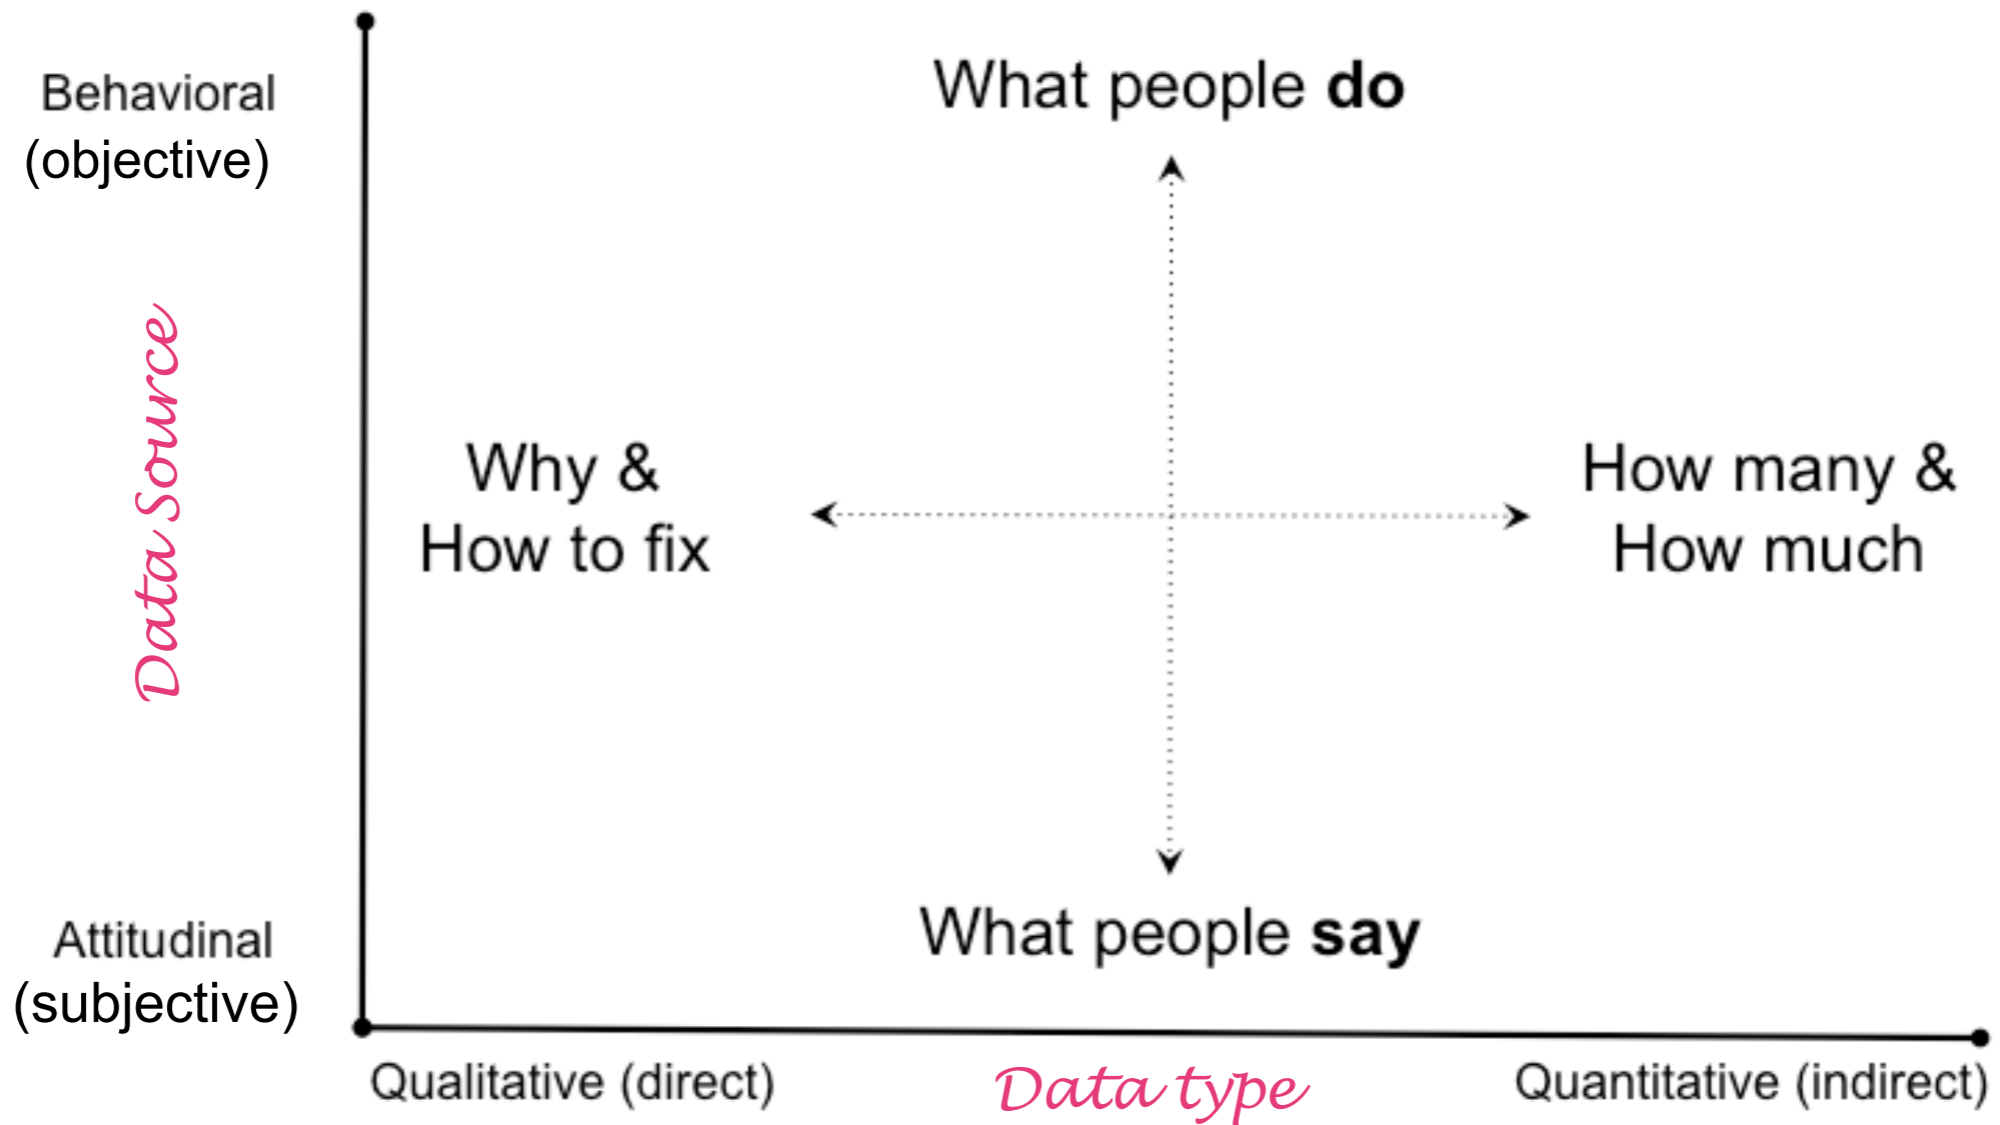 Behavioral
(objective)
What people do
Data Source
Why &
How to fix
How many &
How much
What people say
Attitudinal
(subjective)
Qualitative (direct)
Data type
Quantitative (indirect)